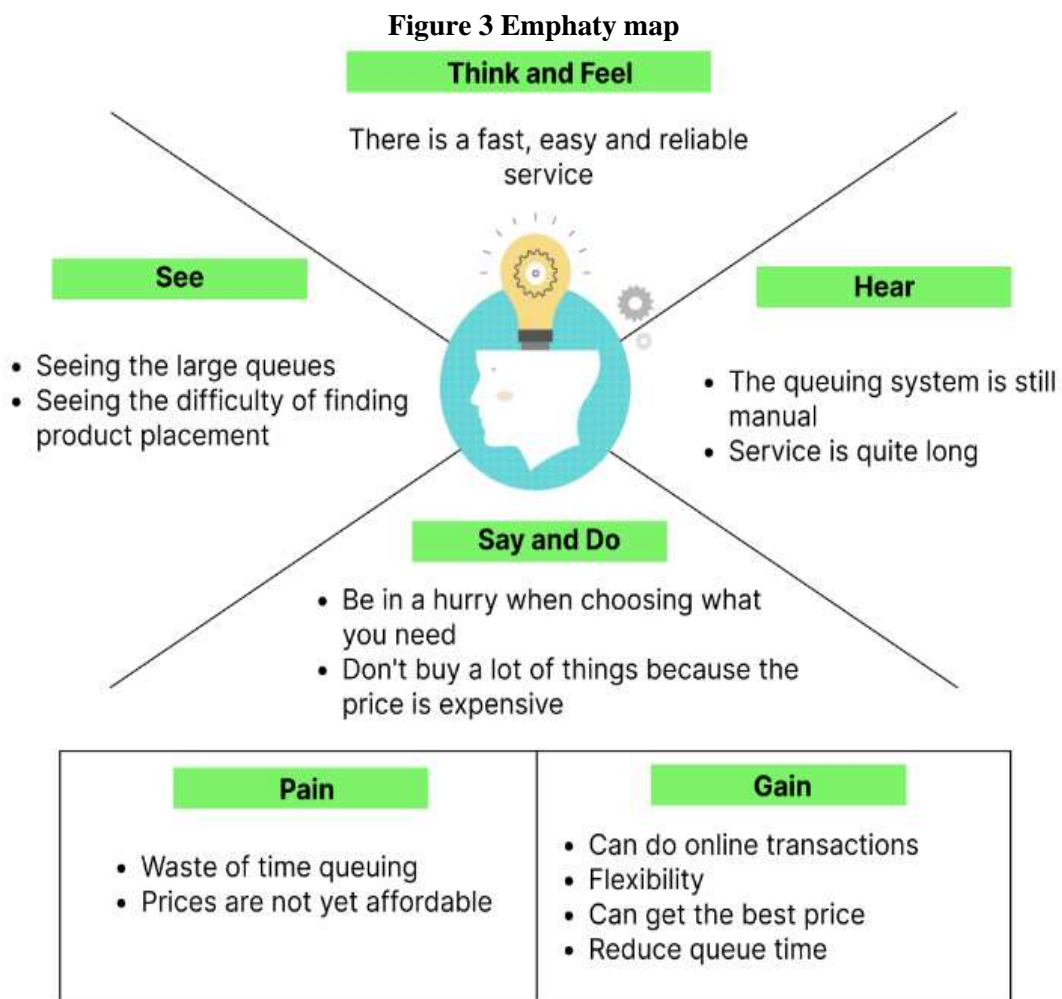 Figure 3 Emphaty map
Think and Feel
There is a fast, easy and reliable
service
See
• Seeing the large queues
• Seeing the difficulty of finding
product placement
Hear
• The queuing system is still
manual
• Service is quite long
Say and Do
• Be in a hurry when choosing what
you need
• Don't buy a lot of things because the
price is expensive
Pain
• Waste of time queuing
• Prices are not yet affordable
Gain
• Can do online transactions
• Flexibility
• Can get the best price
• Reduce queue time